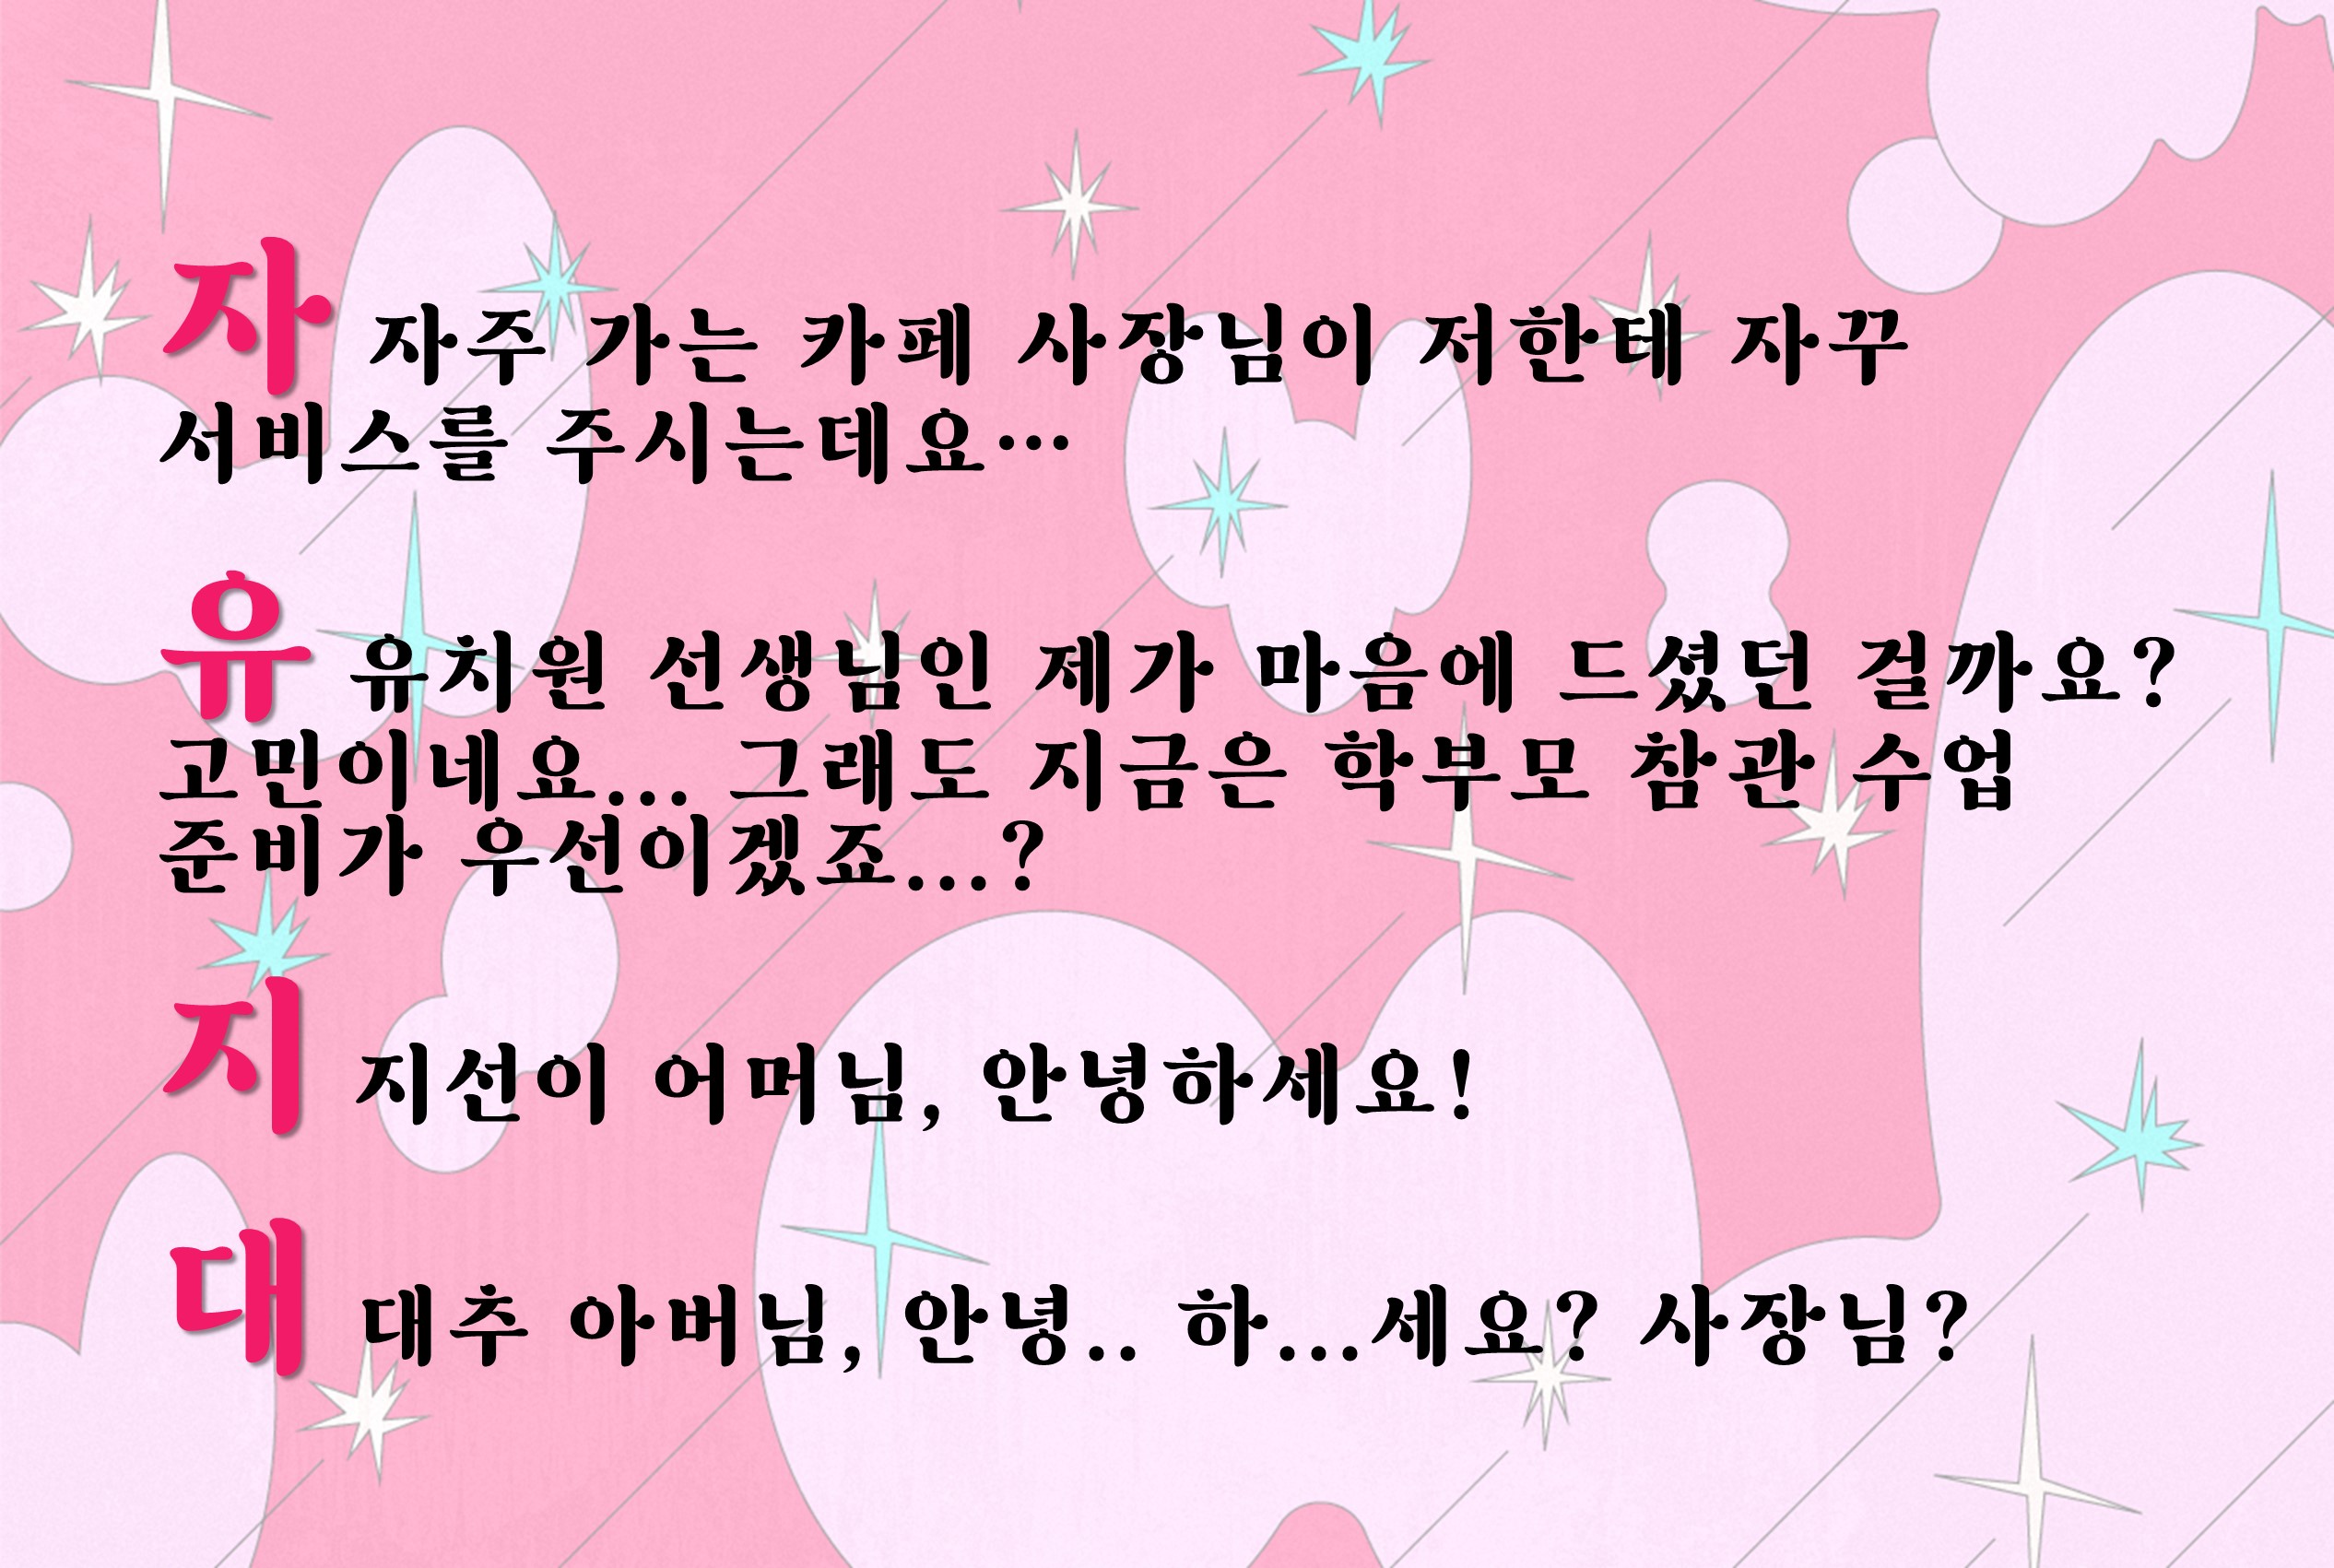 자 자주 가는 카페 사장님이 저한테 자꾸
서비스를 주시는데요…
유 유치원 선생님인 제가 마음에 드셨던 걸까요?
고민이네요... 그래도 지금은 학부모 참관 수업
준비가 우선이겠죠...?
지 지선이 어머님, 안녕하세요!
대 대추 아버님, 안녕.. 하...세요? 사장님?